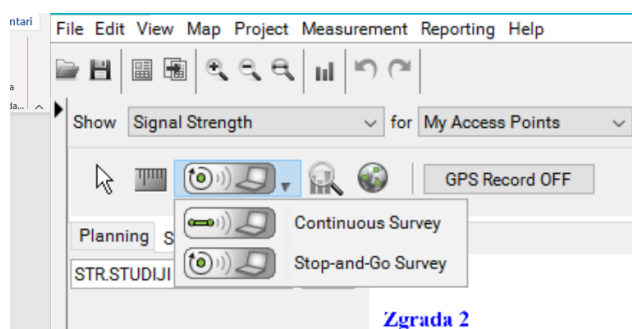 ntari
File Edit View Map Project Measurement Reporting Help
a
da...
Show Signal Strength for My Access Points
GPS Record OFF
Continuous Survey
Planning S
Stop-and-Go Survey
STR.STUDIJI
Zgrada 2